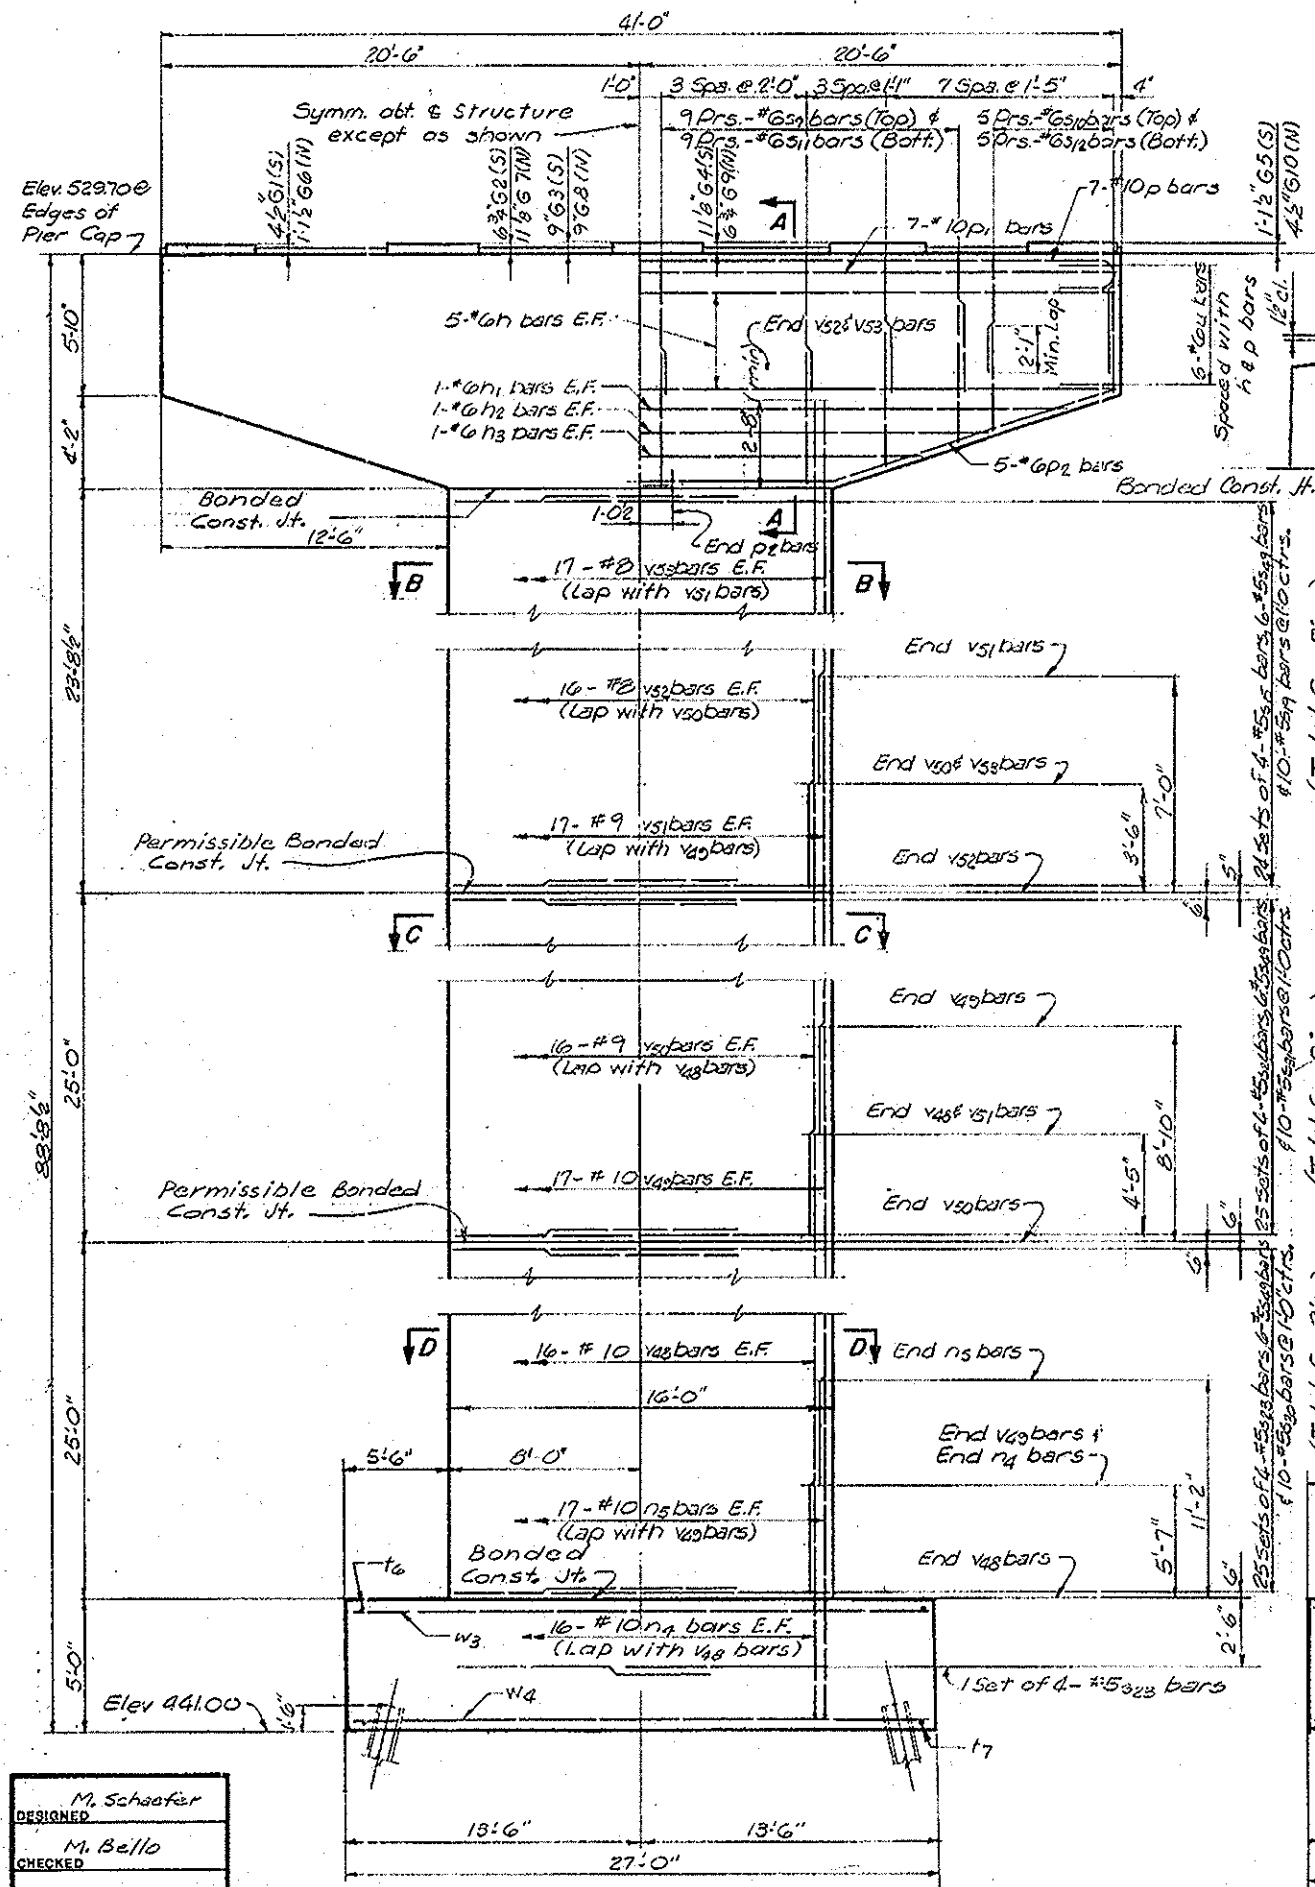 41'-0"
20'-6"
20'-6"
1'-0"
3 Spa. @ 2'-0"
3 Spa @ 1'-1"
7 Spa. @ 1'-5"
4"
Symm. abt. ₵ Structure
except as shown
9 Prs.-#6s9 bars (Top) &
9 Prs.-#6s11 bars (Bott.)
5 Prs.-#6s10 bars (Top) &
5 Prs.-#6s12 bars (Bott.)
Elev. 529.70 @
Edges of
Pier Cap
4½" G1(S)
1'-1½" G6(N)
6¾" G2(S)
11⅛" G7(N)
9" G3(S)
9" G8(N)
11⅛" G4(S)
6¾" G9(N)
1'-1½" G5(S)
4½" G10(N)
A
7-#10p bars
7-#10p1 bars
5-#6h bars E.F.
End v52 & v53 bars
2'-1"
Min. Lap
6-#6u bars
Spaced with
h & p bars
1½" cl.
5'-10"
1-#6h1 bars E.F.
1-#6h2 bars E.F.
1-#6h3 bars E.F.
2'-8" (min)
4'-2"
5-#6p2 bars
Bonded Const. Jt.
Bonded
Const. Jt.
12'-6"
A
End p2 bars
B
17-#8 v53 bars E.F.
(Lap with v51 bars)
B
23'-8½"
End v51 bars
16-#8 v52 bars E.F.
(Lap with v50 bars)
End v50 & v53 bars
7'-0"
3'-6"
17-#9 v51 bars E.F.
(Lap with v49 bars)
Permissible Bonded
Const. Jt.
End v52 bars
6"
5"
C
C
End v49 bars
16-#9 v50 bars E.F.
(Lap with v48 bars)
25'-0"
88'-8½"
End v48 & v51 bars
8'-10"
4'-5"
17-#10 v49 bars E.F.
Permissible Bonded
Const. Jt.
End v50 bars
6"
6"
D
16-#10 v48 bars E.F.
D
End n5 bars
16'-0"
25'-0"
End v49 bars &
End n4 bars
5'-6"
8'-0"
11'-2"
5'-7"
17-#10 n5 bars E.F.
(Lap with v49 bars)
Bonded
Const. Jt.
End v48 bars
t6
6"
w3
16-#10 n4 bars E.F.
(Lap with v48 bars)
2'-6"
5'-0"
1 Set of 4-#5s23 bars
Elev 441.00
1'-6"
w4
t7
M. Schaefer
DESIGNED
M. Bello
CHECKED
13'-6"
13'-6"
27'-0"